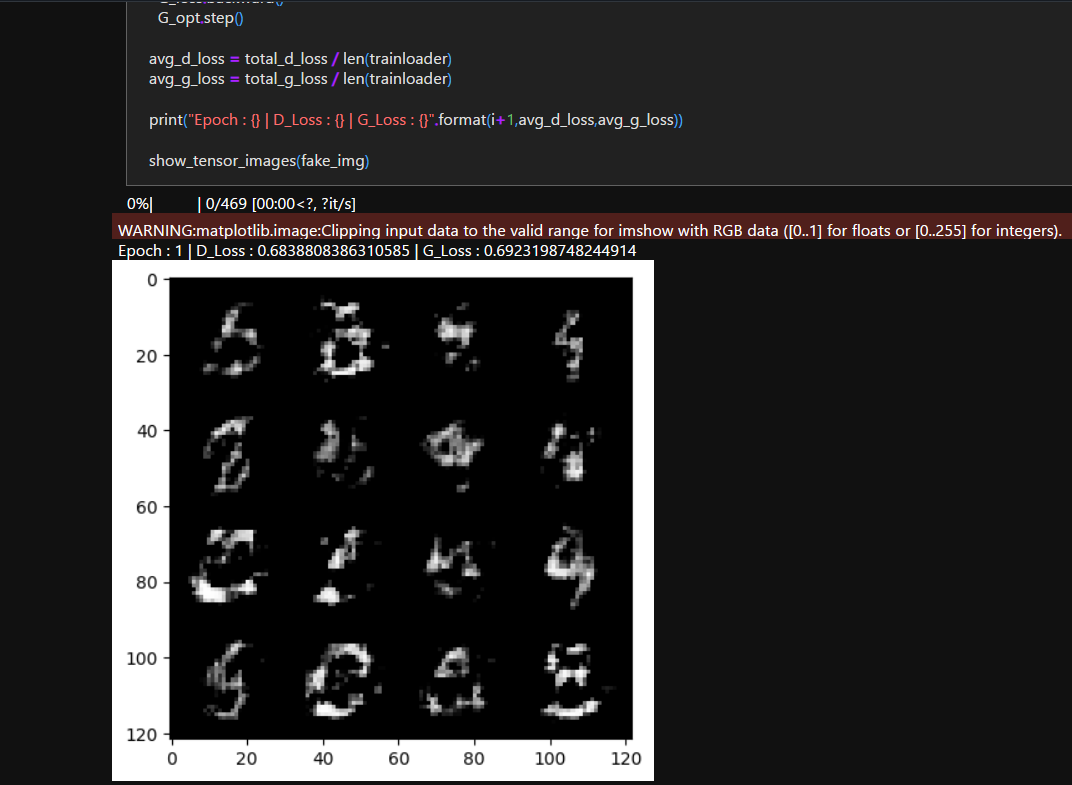 G_opt.step()
avg_d_loss = total_d_loss / len(trainloader)
avg_g_loss = total_g_loss / len(trainloader)
print("Epoch : {} | D_Loss : {} | G_Loss : {}".format(i+1,avg_d_loss,avg_g_loss))
show_tensor_images(fake_img)
0%| | 0/469 [00:00<?, ?it/s]
WARNING:matplotlib.image:Clipping input data to the valid range for imshow with RGB data ([0..1] for floats or [0..255] for integers).
Epoch : 1 | D_Loss : 0.6838808386310585 | G_Loss : 0.6923198748244914
0
20
40
60
80
100
120
0 20 40 60 80 100 120